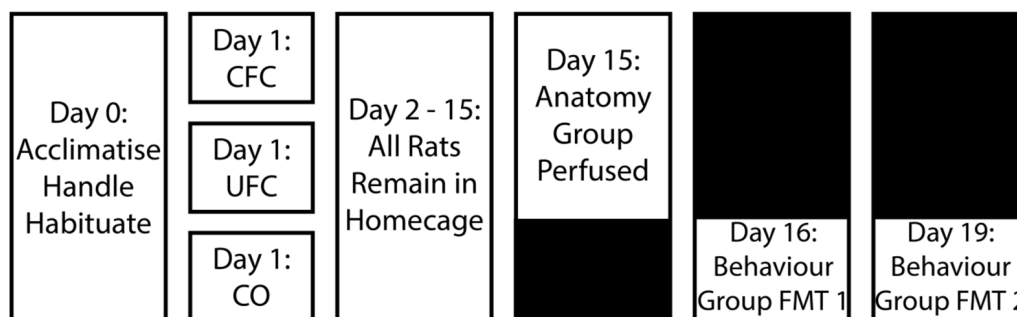 Day 0:
Acclimatise
Handle
Habituate
Day 1:
CFC
Day 1:
UFC
Day 1:
CO
Day 2 - 15:
All Rats
Remain in
Homecage
Day 15:
Anatomy
Group
Perfused
Day 16:
Behaviour
Group FMT 1
Day 19:
Behaviour
Group FMT 2